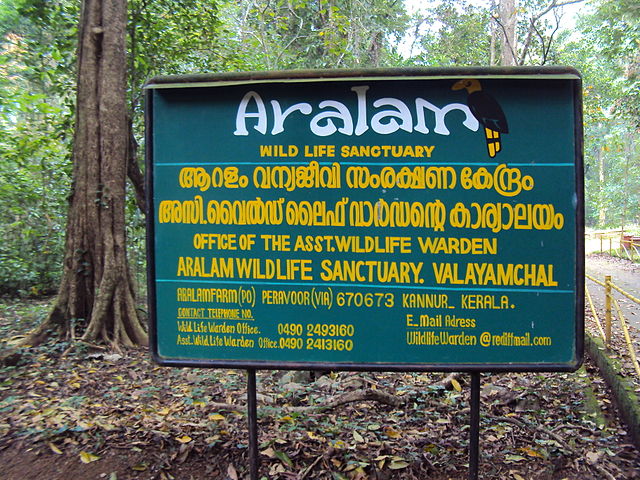 Aralam
WILD LIFE SANCTUARY
ആറളം വന്യജീവി സംരക്ഷണ കേന്ദ്രം
അസി.വൈൽഡ് ലൈഫ് വാർഡന്റെ കാര്യാലയം
OFFICE OF THE ASST.WILDLIFE WARDEN
ARALAM WILD LIFE SANCTUARY. VALAYAMCHAL
ARALAMFARM(PO) PERAVOOR(VIA) 670673 KANNUR_ KERALA.
CONTACT TELEPHONE NO.
Wild Life Warden Office. 0490 2493160
Asst.Wild Life Warden Office.0490 2413160
E_Mail Adress
WildlifeWarden @rediffmail.com